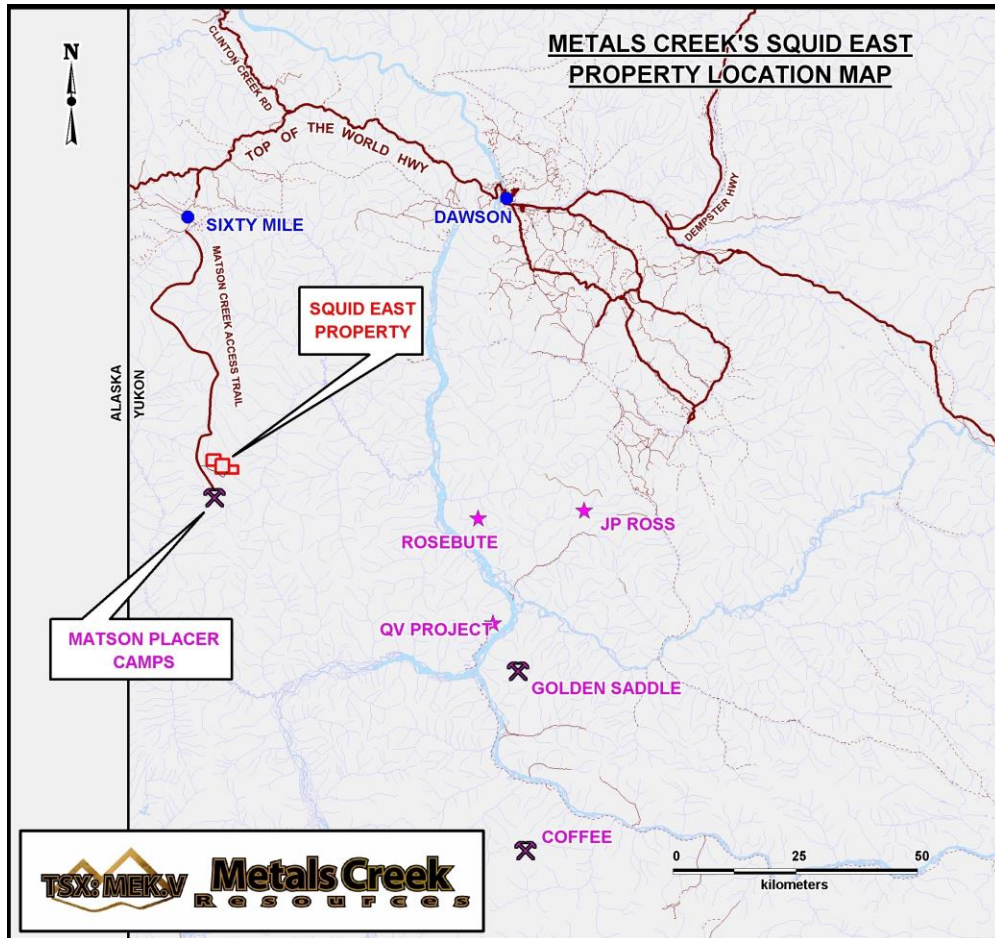 METALS CREEK'S SQUID EAST
PROPERTY LOCATION MAP
N
CLINTON CREEK RD
TOP OF THE WORLD HWY
DEMPSTER HWY
DAWSON
SIXTY MILE
MATSON CREEK ACCESS TRAIL
SQUID EAST
PROPERTY
ALASKA
YUKON
ROSEBUTE
JP ROSS
MATSON PLACER
CAMPS
QV PROJECT
GOLDEN SADDLE
COFFEE
0 25 50
kilometers
TSX: MEK.V
Metals Creek
Resources